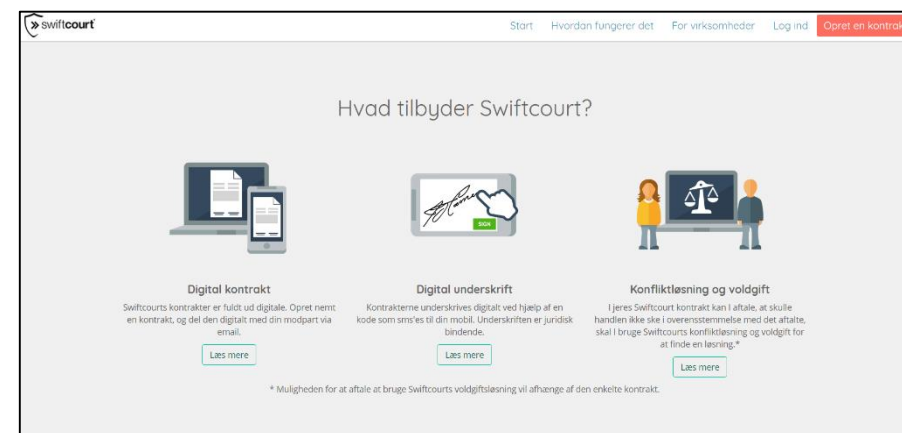 swiftcourt
Start Hvordan fungerer det For virksomheder Log ind Opret en kontrak
Hvad tilbyder Swiftcourt?
SIGN
Digital kontrakt
Swiftcourts kontrakter er fuldt ud digitale. Opret nemt
en kontrakt, og del den digitalt med din modpart via
email.
Læs mere
Digital underskrift
Kontrakterne underskrives digitalt ved hjælp af en
kode som sms'es til din mobil. Underskriften er juridisk
bindende.
Læs mere
Konfliktløsning og voldgift
I jeres Swiftcourt kontrakt kan I aftale, at skulle
handlen ikke ske i overensstemmelse med det aftalte,
skal I bruge Swiftcourts konfliktløsning og voldgift for
at finde en løsning.*
Læs mere
* Muligheden for at aftale at bruge Swiftcourts voldgiftsløsning vil afhænge af den enkelte kontrakt.